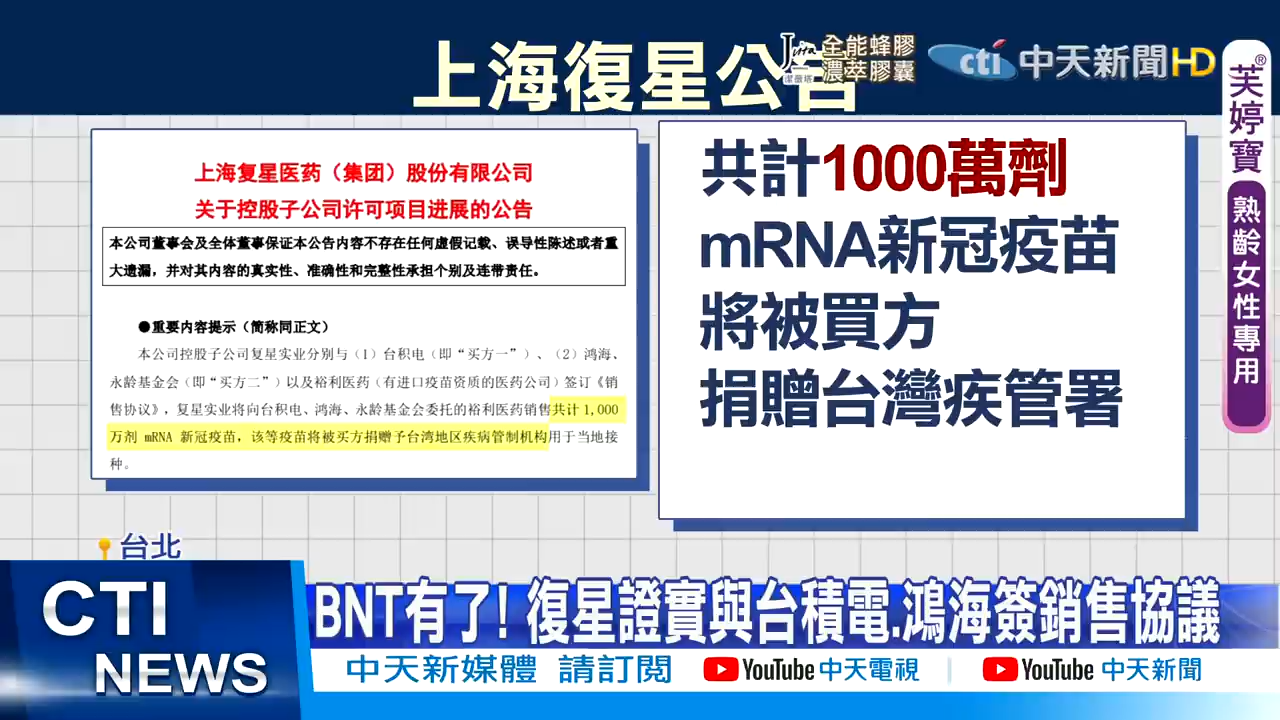 上海復星公告
Jvita
潔薇塔
全能蜂膠
濃萃膠囊
cti 中天新聞HD
芙婷寶®
熟齡女性專用
上海复星医药（集团）股份有限公司
关于控股子公司许可项目进展的公告
本公司董事会及全体董事保证本公告内容不存在任何虚假记载、误导性陈述或者重
大遗漏，并对其内容的真实性、准确性和完整性承担个别及连带责任。
●重要内容提示（简称同正文）
本公司控股子公司复星实业分别与（1）台积电（即“买方一”）、（2）鸿海、
永龄基金会（即“买方二”）以及裕利医药（有进口疫苗资质的医药公司）签订《销
售协议》，复星实业将向台积电、鸿海、永龄基金会委托的裕利医药销售共计 1,000
万剂 mRNA 新冠疫苗，该等疫苗将被买方捐赠予台湾地区疾病管制机构用于当地接
种。
共計1000萬劑
mRNA新冠疫苗
將被買方
捐贈台灣疾管署
台北
CTI
NEWS
BNT有了! 復星證實與台積電.鴻海簽銷售協議
中天新媒體 請訂閱 YouTube 中天電視 | YouTube 中天新聞